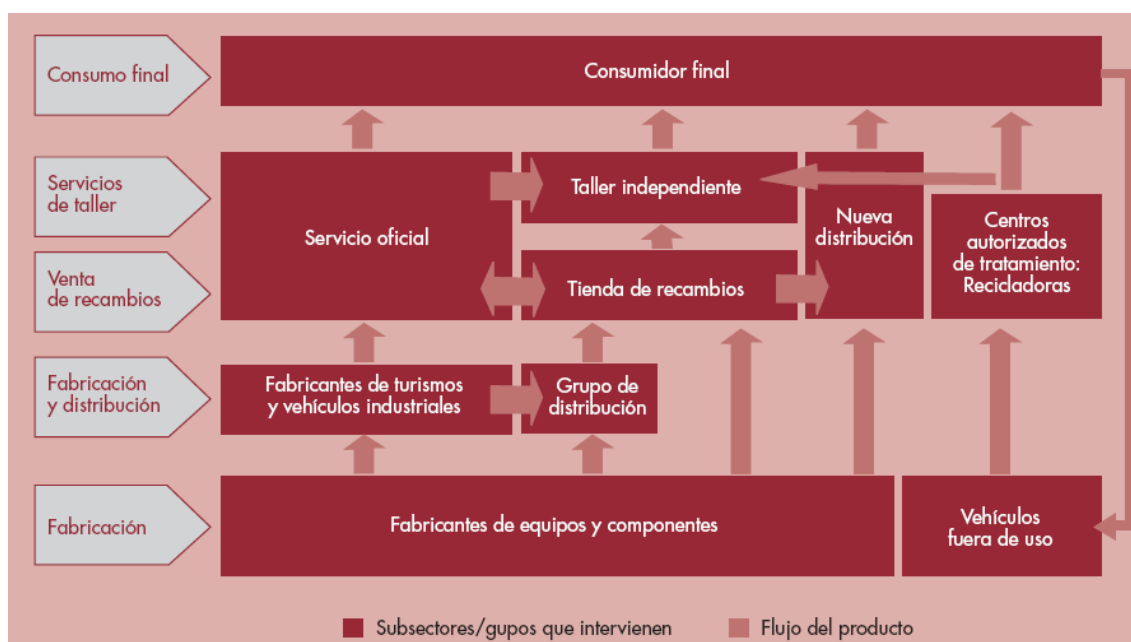 Consumo final
Consumidor final
Servicios
de taller
Servicio oficial
Taller independiente
Nueva
distribución
Centros
autorizados
de tratamiento:
Recicladoras
Venta
de recambios
Tienda de recambios
Fabricación
y distribución
Fabricantes de turismos
y vehículos industriales
Grupo de
distribución
Fabricación
Fabricantes de equipos y componentes
Vehículos
fuera de uso
Subsectores/gupos que intervienen
Flujo del producto